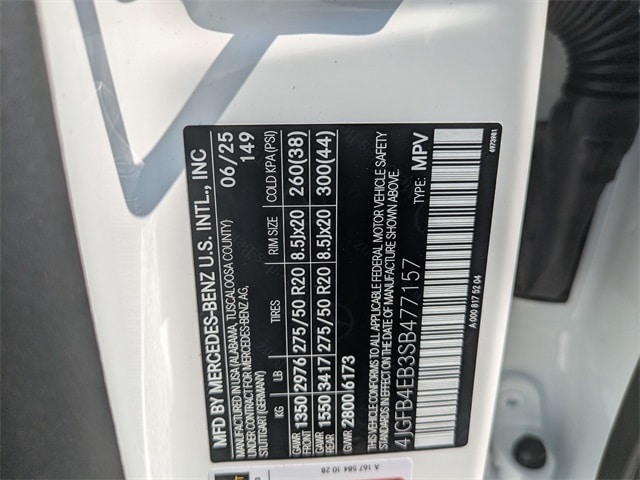 MFD BY MERCEDES-BENZ U.S. INTL., INC
MANUFACTURED IN USA (ALABAMA, TUSCALOOSA COUNTY)
UNDER CONTRACT FOR MERCEDES-BENZ AG,
STUTTGART (GERMANY)
06/25
149
KG LB TIRES RIM SIZE COLD KPA(PSI)
GAWR FRONT 1350 2976 275/50 R20 8.5Jx20 260(38)
GAWR REAR 1550 3417 275/50 R20 8.5Jx20 300(44)
GWR 2800 6173
THIS VEHICLE CONFORMS TO ALL APPLICABLE FEDERAL MOTOR VEHICLE SAFETY
STANDARDS IN EFFECT ON THE DATE OF MANUFACTURE SHOWN ABOVE.
4JGFB4EB3SB477157 TYPE: MPV
A 000 817 52 04
6973981
A 167 584 10 28